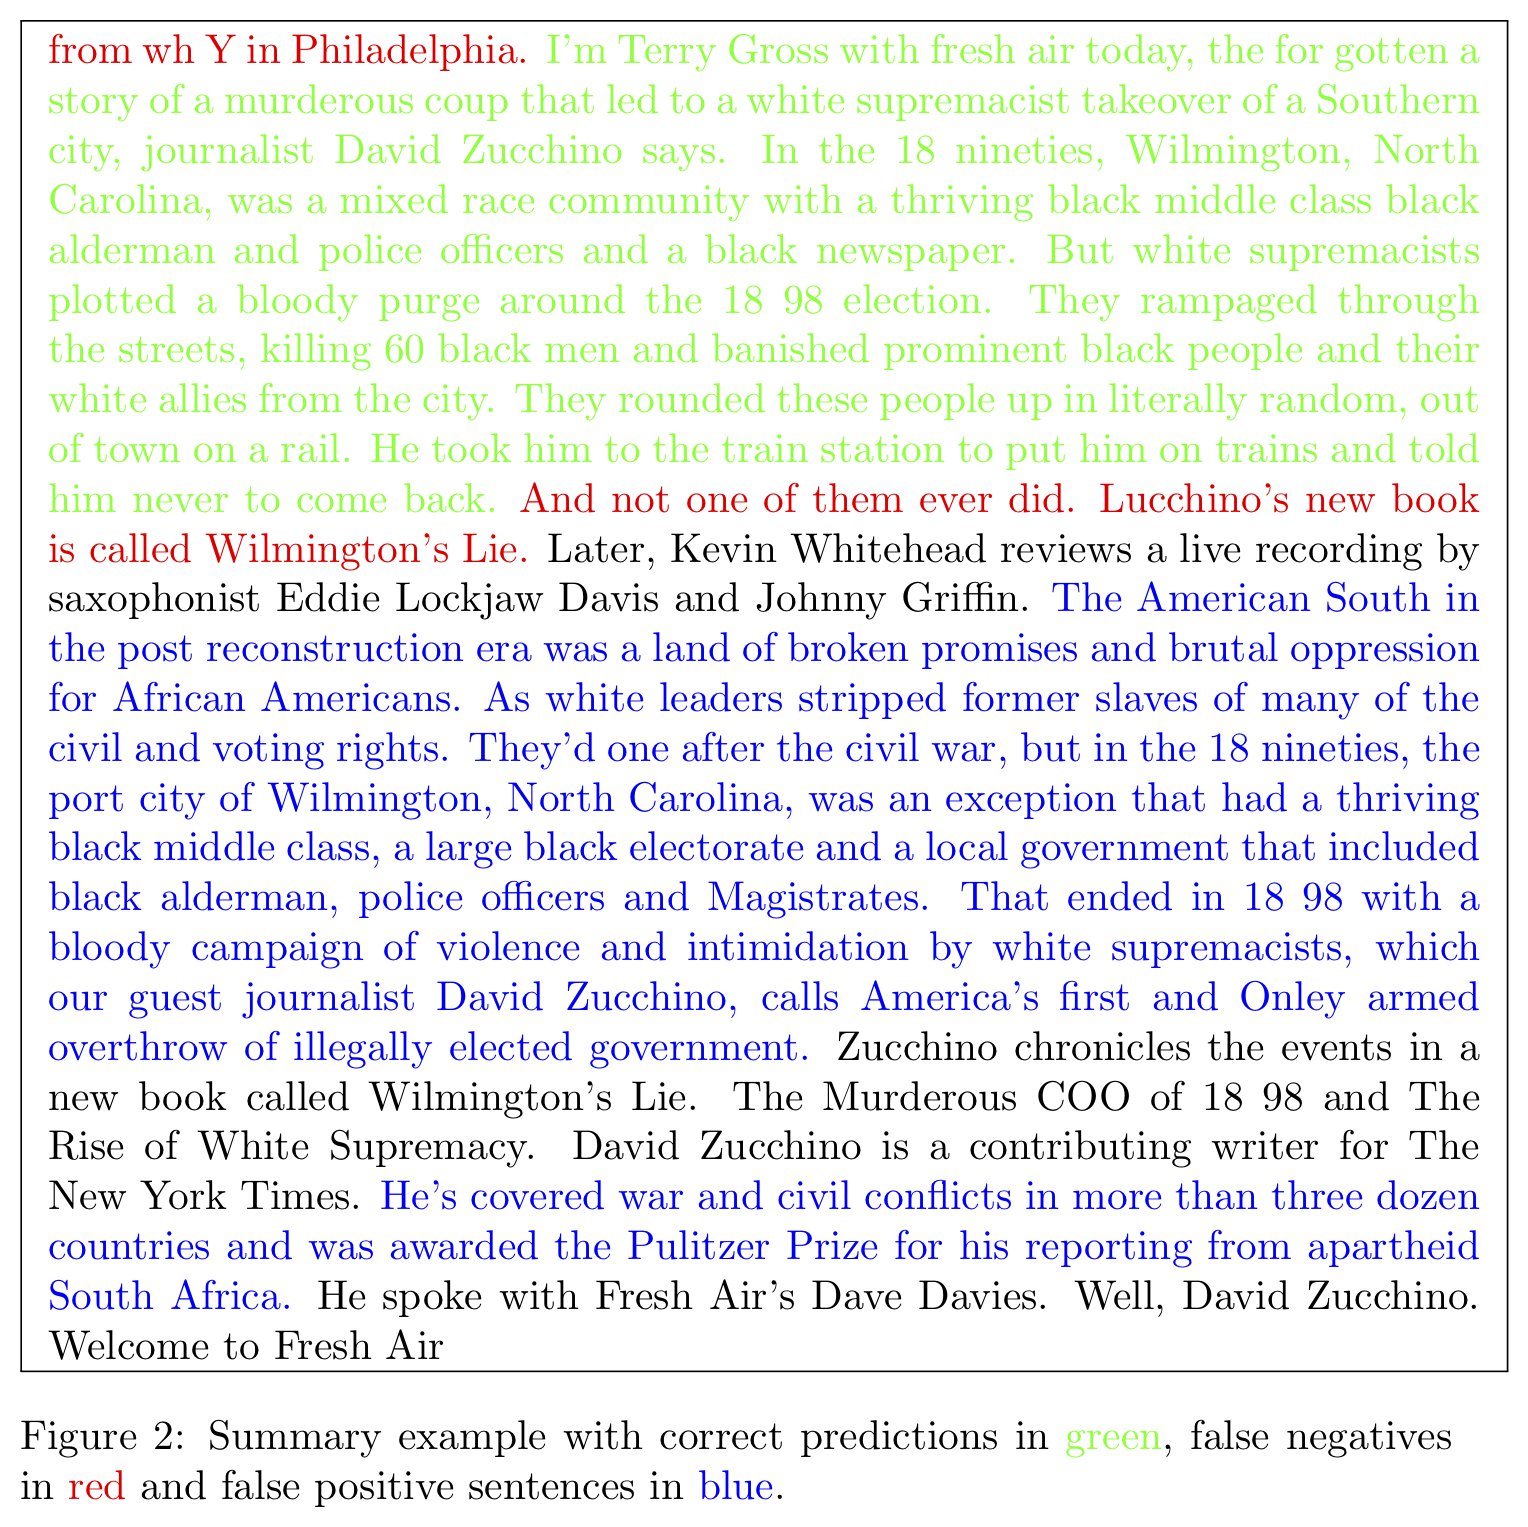 from wh Y in Philadelphia. I'm Terry Gross with fresh air today, the for gotten a
story of a murderous coup that led to a white supremacist takeover of a Southern
city, journalist David Zucchino says. In the 18 nineties, Wilmington, North
Carolina, was a mixed race community with a thriving black middle class black
alderman and police officers and a black newspaper. But white supremacists
plotted a bloody purge around the 18 98 election. They rampaged through
the streets, killing 60 black men and banished prominent black people and their
white allies from the city. They rounded these people up in literally random, out
of town on a rail. He took him to the train station to put him on trains and told
him never to come back. And not one of them ever did. Lucchino's new book
is called Wilmington's Lie. Later, Kevin Whitehead reviews a live recording by
saxophonist Eddie Lockjaw Davis and Johnny Griffin. The American South in
the post reconstruction era was a land of broken promises and brutal oppression
for African Americans. As white leaders stripped former slaves of many of the
civil and voting rights. They'd one after the civil war, but in the 18 nineties, the
port city of Wilmington, North Carolina, was an exception that had a thriving
black middle class, a large black electorate and a local government that included
black alderman, police officers and Magistrates. That ended in 18 98 with a
bloody campaign of violence and intimidation by white supremacists, which
our guest journalist David Zucchino, calls America's first and Onley armed
overthrow of illegally elected government. Zucchino chronicles the events in a
new book called Wilmington's Lie. The Murderous COO of 18 98 and The
Rise of White Supremacy. David Zucchino is a contributing writer for The
New York Times. He's covered war and civil conflicts in more than three dozen
countries and was awarded the Pulitzer Prize for his reporting from apartheid
South Africa. He spoke with Fresh Air's Dave Davies. Well, David Zucchino.
Welcome to Fresh Air
Figure 2: Summary example with correct predictions in green, false negatives
in red and false positive sentences in blue.